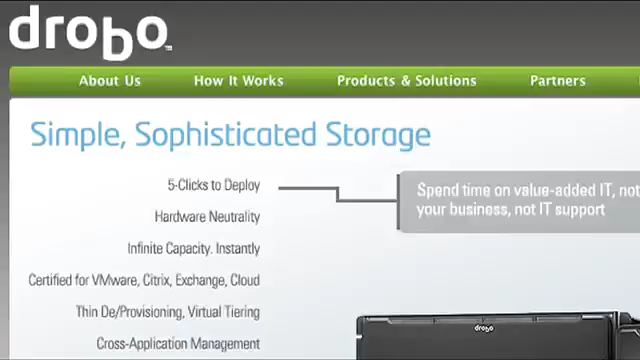 drobo™
About Us How It Works Products & Solutions Partners
Simple, Sophisticated Storage
5-Clicks to Deploy
Spend time on value-added IT, not
your business, not IT support
Hardware Neutrality
Infinite Capacity. Instantly
Certified for VMware, Citrix, Exchange, Cloud
Thin De/Provisioning, Virtual Tiering
Cross-Application Management
drobo